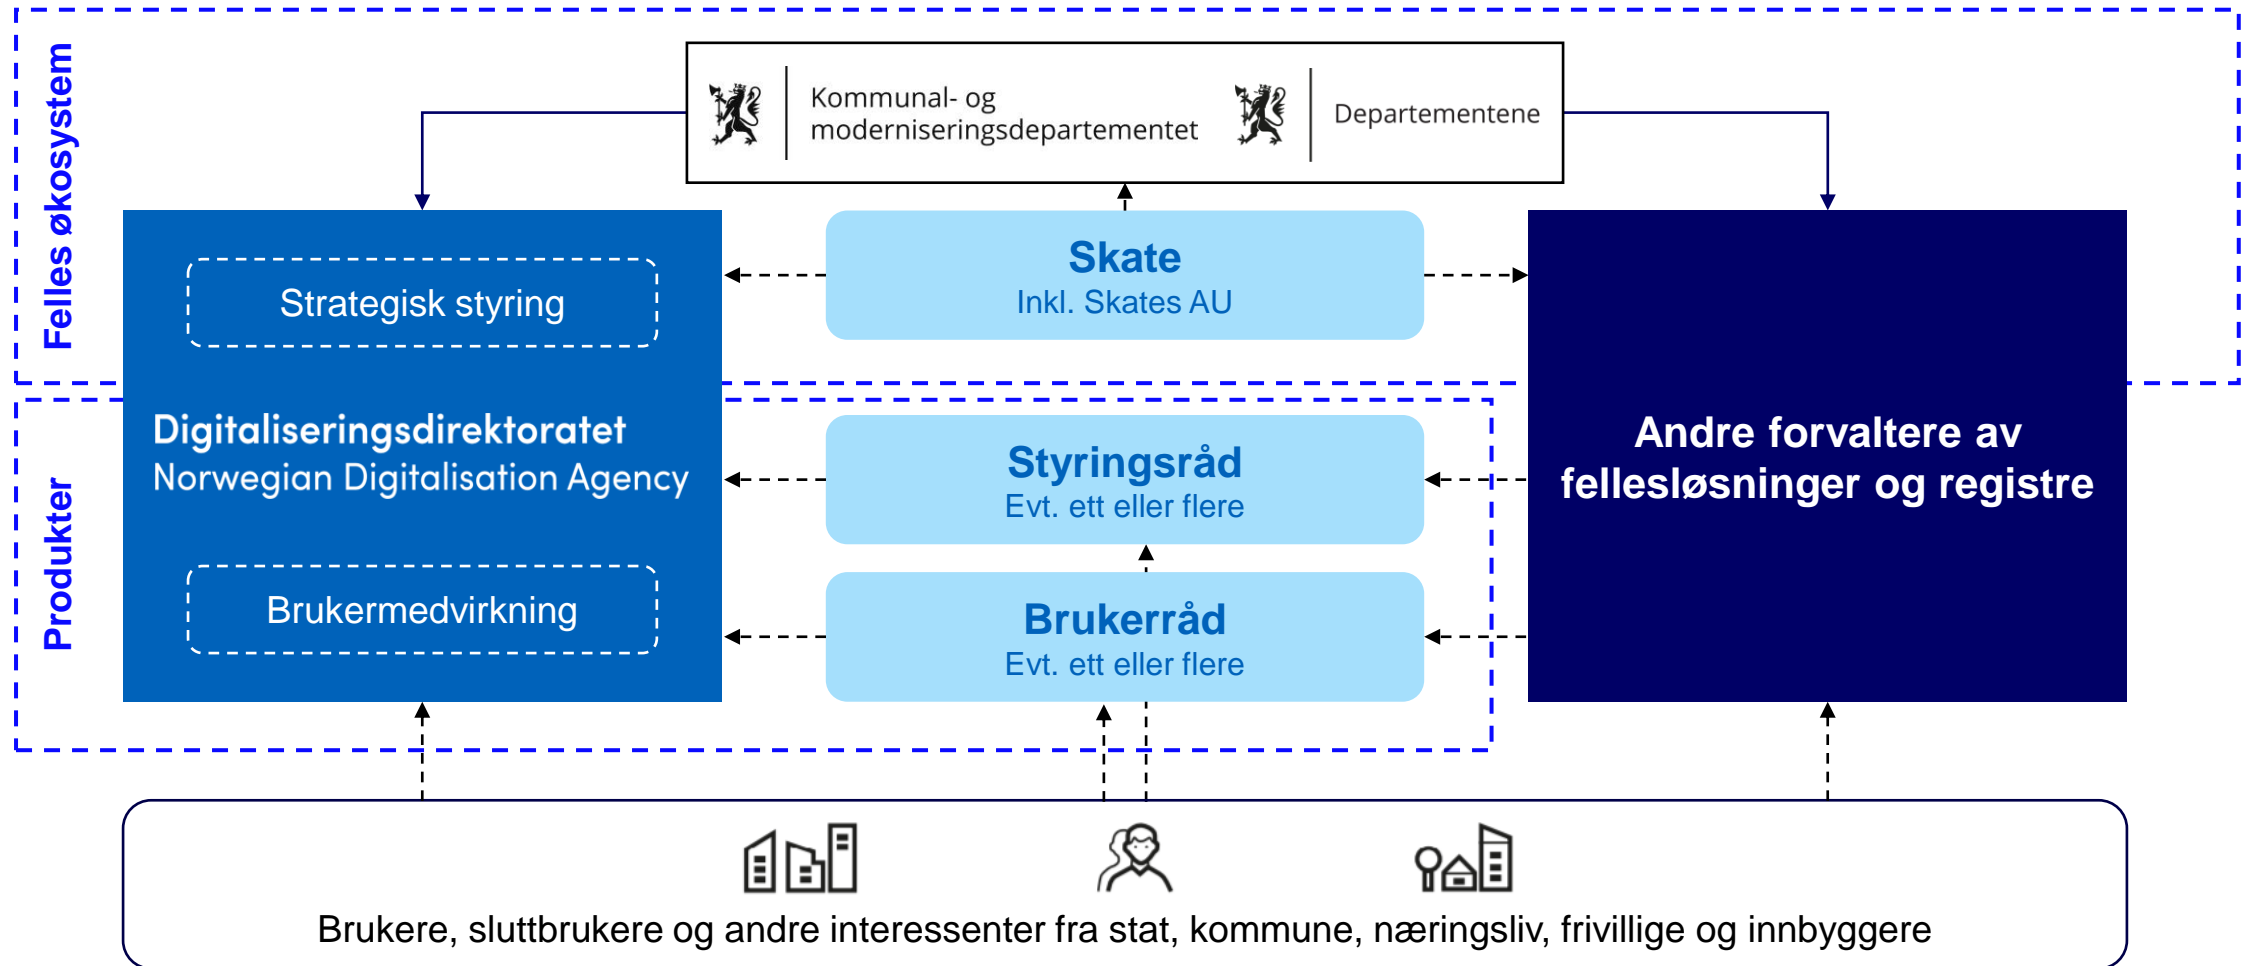 Felles økosystem
Kommunal- og
moderniseringsdepartementet
Departementene
Strategisk styring
Skate
Inkl. Skates AU
Produkter
Digitaliseringsdirektoratet
Norwegian Digitalisation Agency
Brukermedvirkning
Styringsråd
Evt. ett eller flere
Brukerråd
Evt. ett eller flere
Andre forvaltere av
fellesløsninger og registre
Brukere, sluttbrukere og andre interessenter fra stat, kommune, næringsliv, frivillige og innbyggere